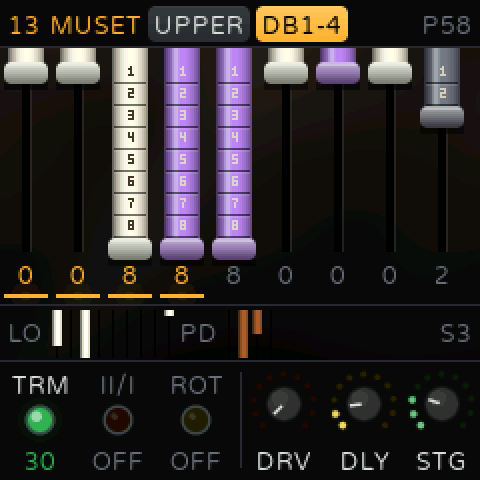 13 MUSET UPPER DB1-4 P58
1 1 1 1
2 2 2 2
3 3 3
4 4 4
5 5 5
6 6 6
7 7 7
8 8 8
0 0 8 8 8 0 0 0 2
LO PD S3
TRM II/I ROT
30 OFF OFF DRV DLY STG